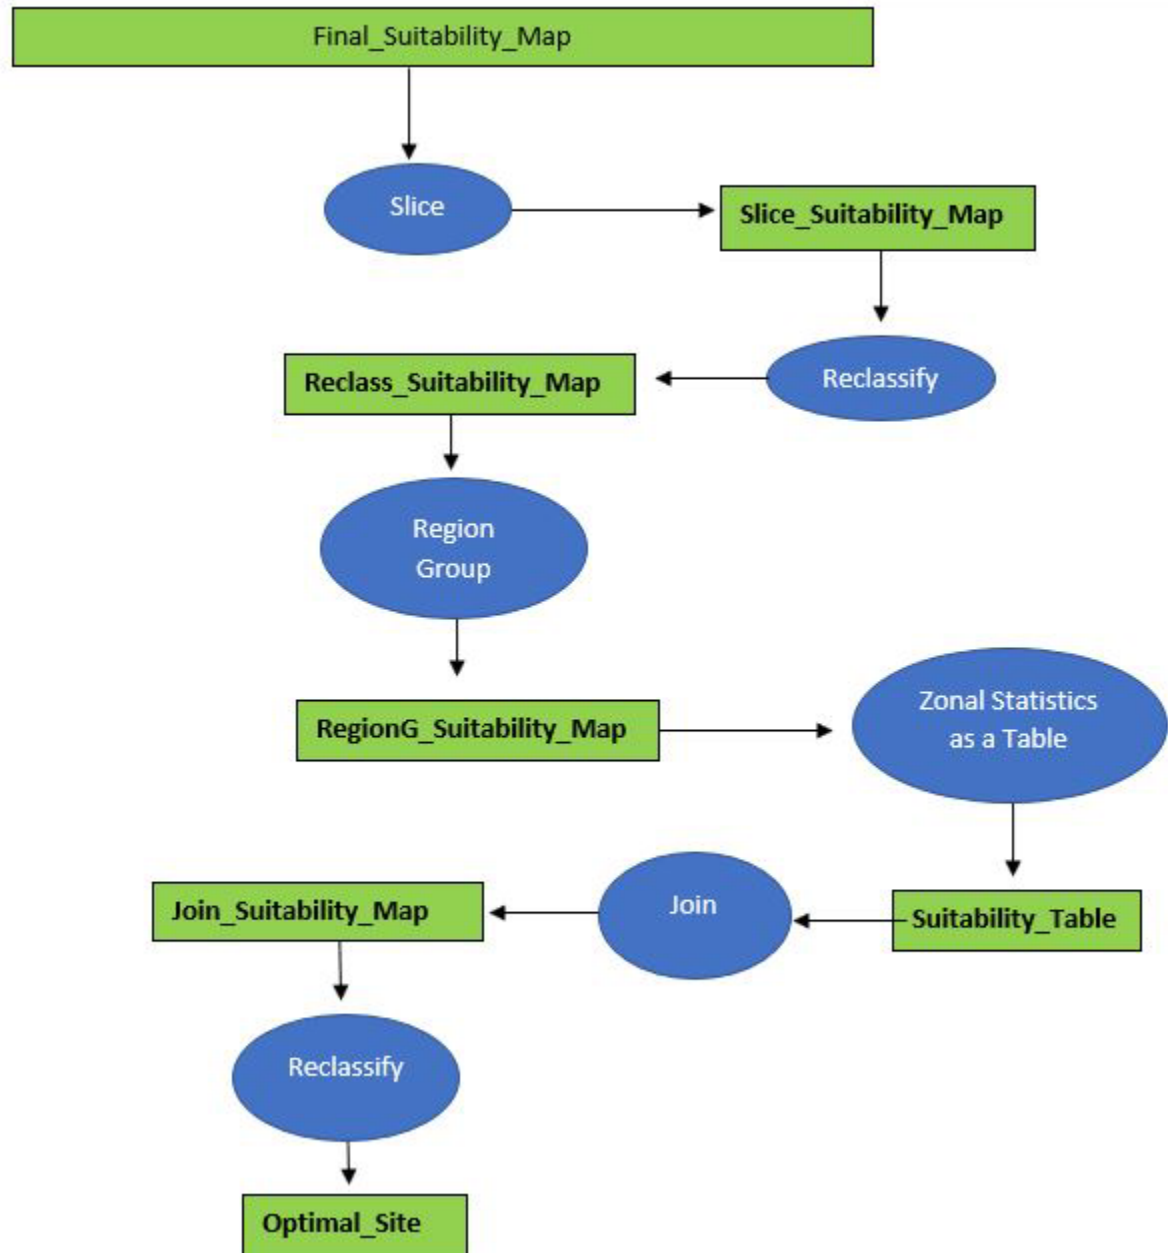 Final_Suitability_Map
Slice
Slice_Suitability_Map
Reclassify
Reclass_Suitability_Map
Region
Group
RegionG_Suitability_Map
Zonal Statistics
as a Table
Suitability_Table
Join
Join_Suitability_Map
Reclassify
Optimal_Site